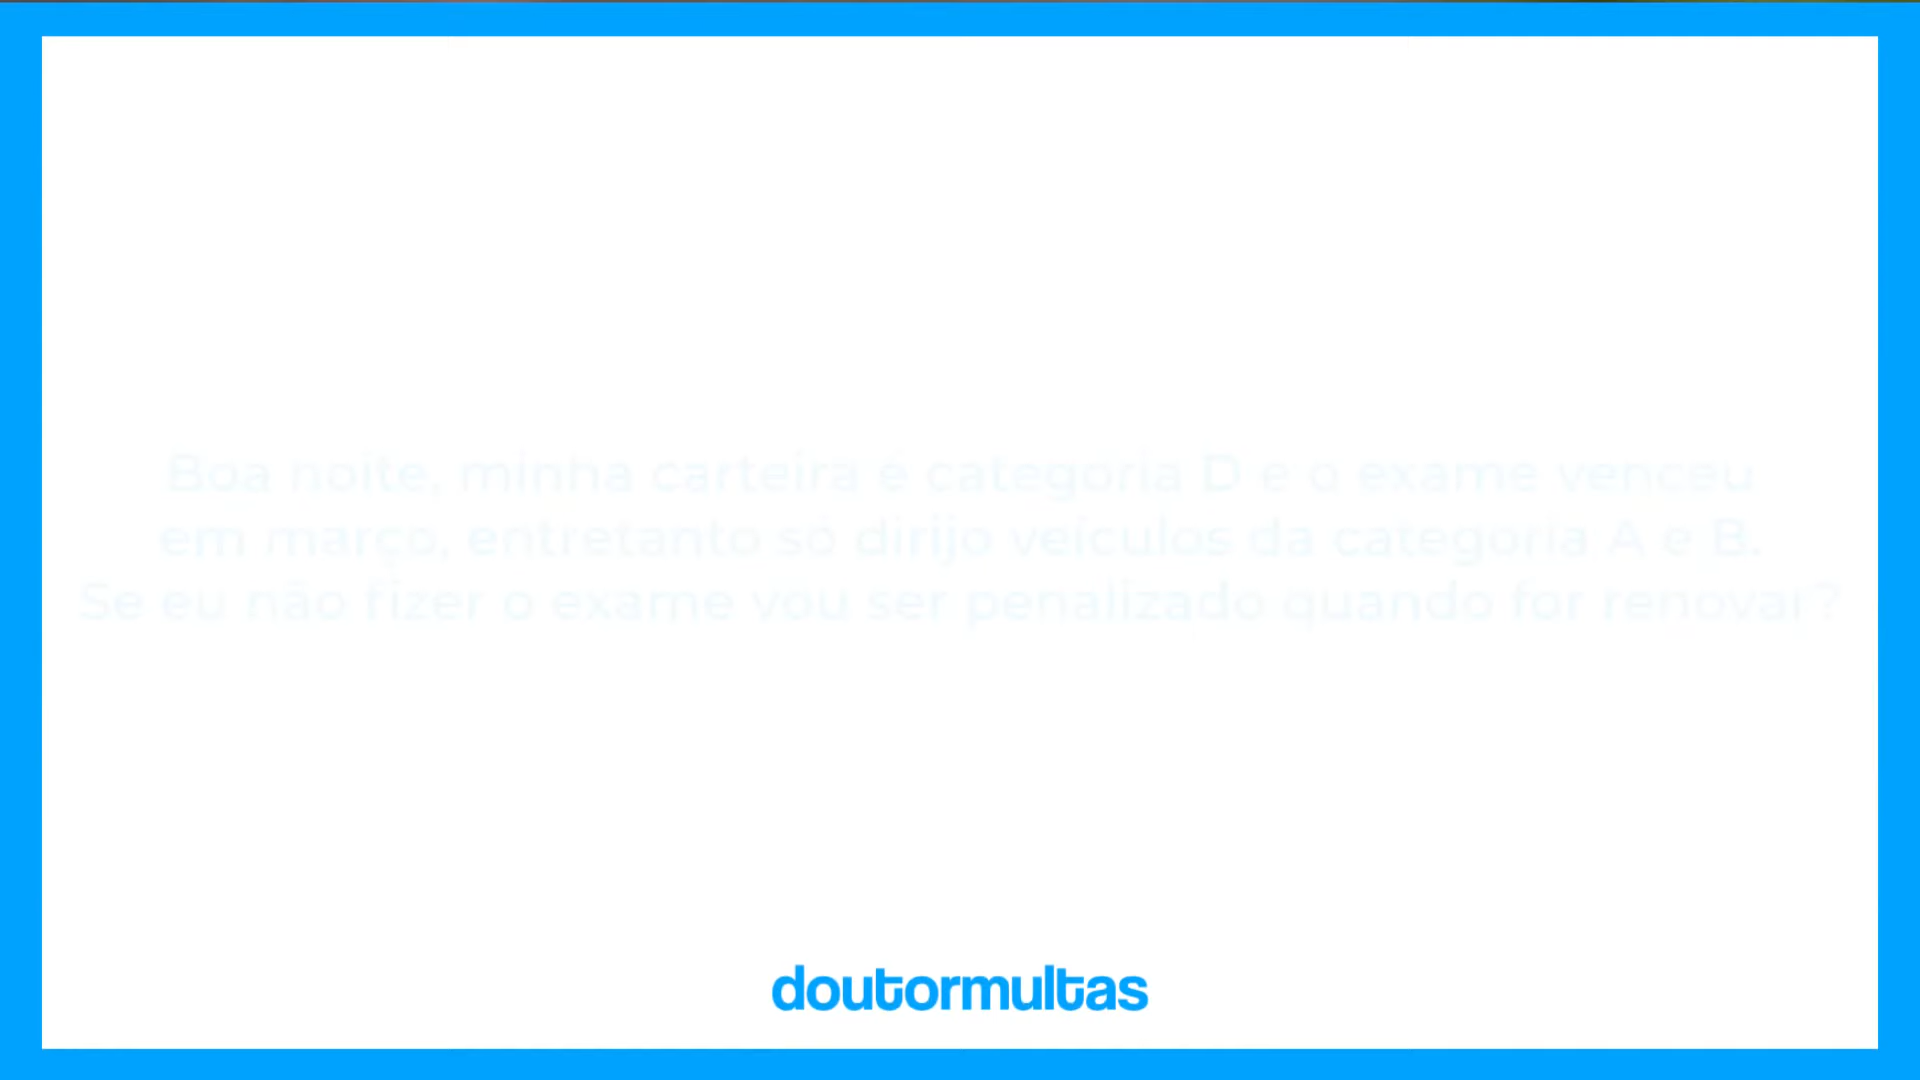 Boa noite, minha carteira é categoria D e o exame venceu
em março, entretanto só dirijo veículos da categoria A e B.
Se eu não fizer o exame vou ser penalizado quando for renovar?
doutormultas